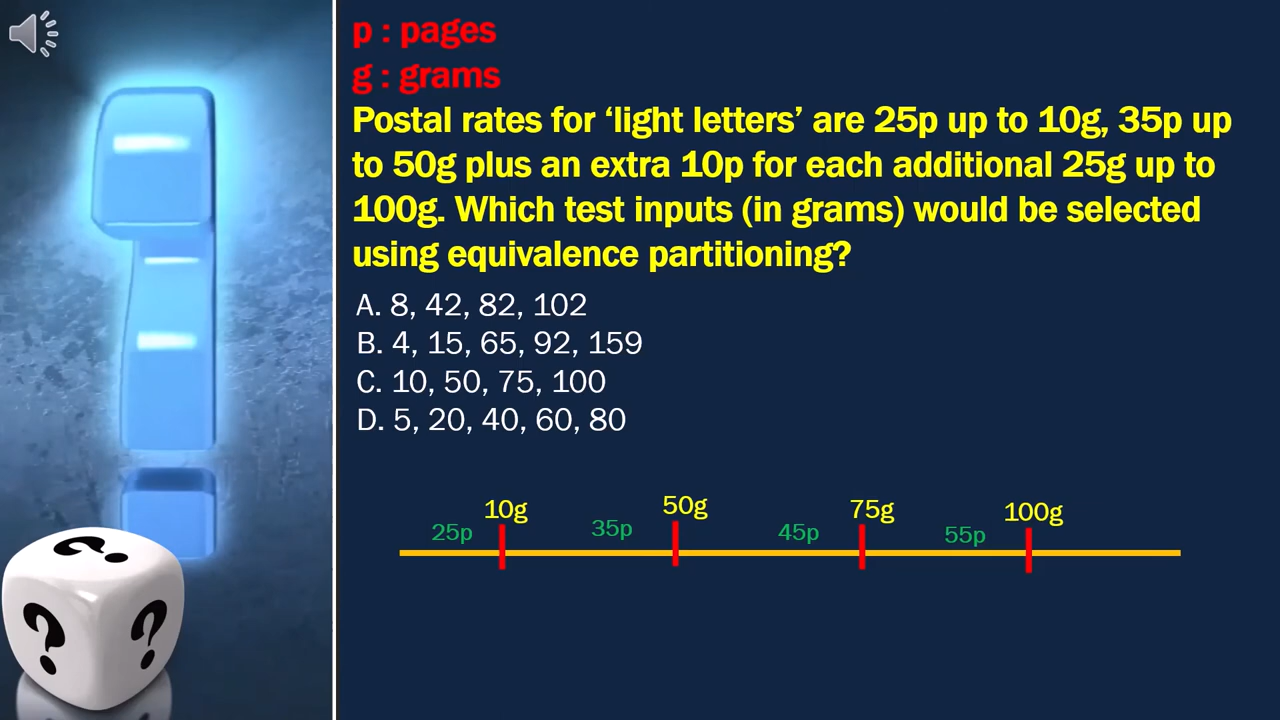 p : pages
g : grams
Postal rates for ‘light letters’ are 25p up to 10g, 35p up
to 50g plus an extra 10p for each additional 25g up to
100g. Which test inputs (in grams) would be selected
using equivalence partitioning?
A. 8, 42, 82, 102
B. 4, 15, 65, 92, 159
C. 10, 50, 75, 100
D. 5, 20, 40, 60, 80
10g 50g 75g 100g
25p 35p 45p 55p
? ? ?